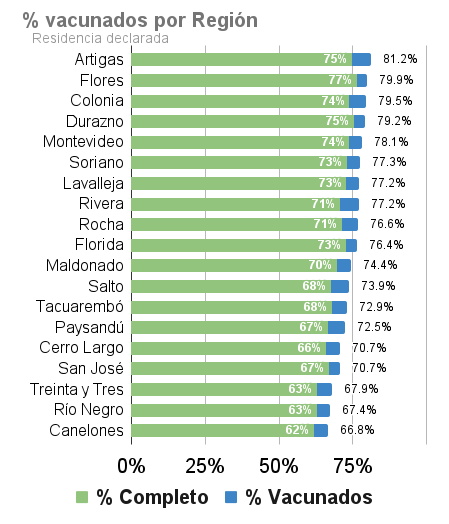 % vacunados por Región
Residencia declarada
Artigas 75% 81.2%
Flores 77% 79.9%
Colonia 74% 79.5%
Durazno 75% 79.2%
Montevideo 74% 78.1%
Soriano 73% 77.3%
Lavalleja 73% 77.2%
Rivera 71% 77.2%
Rocha 71% 76.6%
Florida 73% 76.4%
Maldonado 70% 74.4%
Salto 68% 73.9%
Tacuarembó 68% 72.9%
Paysandú 67% 72.5%
Cerro Largo 66% 70.7%
San José 67% 70.7%
Treinta y Tres 63% 67.9%
Río Negro 63% 67.4%
Canelones 62% 66.8%
0% 25% 50% 75%
% Completo % Vacunados